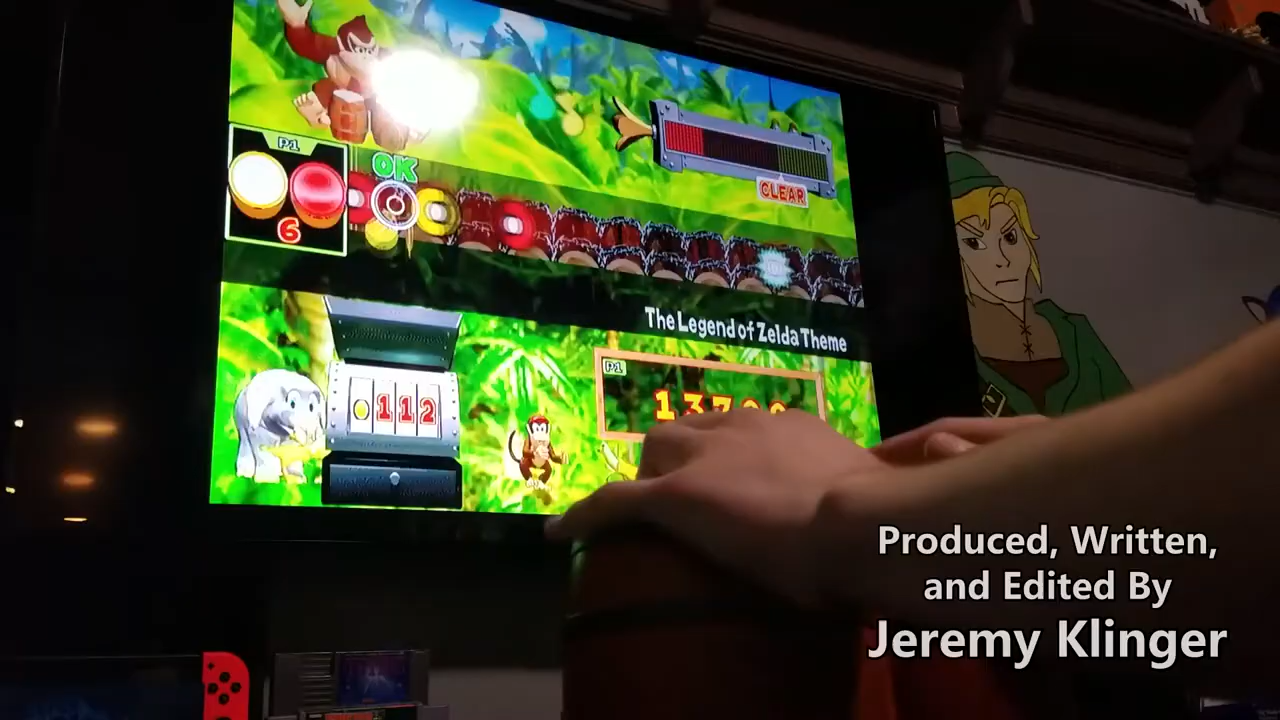 P1
OK
6
CLEAR
The Legend of Zelda Theme
112
P1
Produced, Written,
and Edited By
Jeremy Klinger